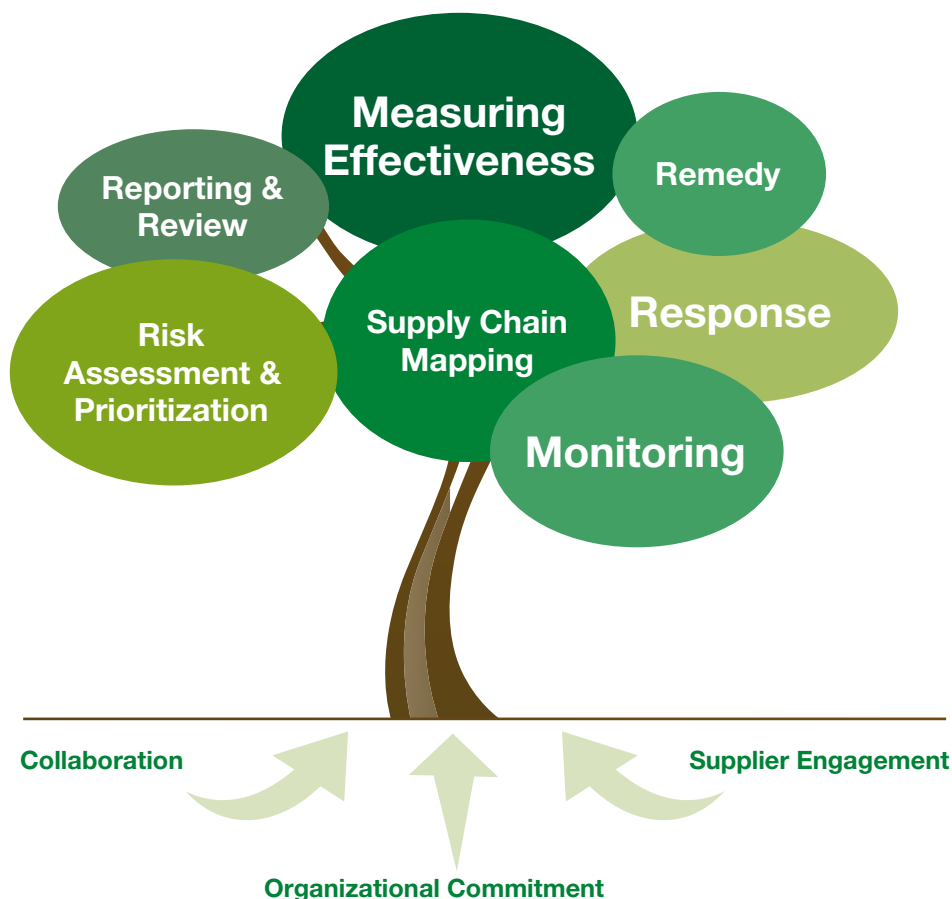 Measuring
Effectiveness
Remedy
Reporting &
Review
Response
Supply Chain
Mapping
Risk
Assessment &
Prioritization
Monitoring
Collaboration
Supplier Engagement
Organizational Commitment